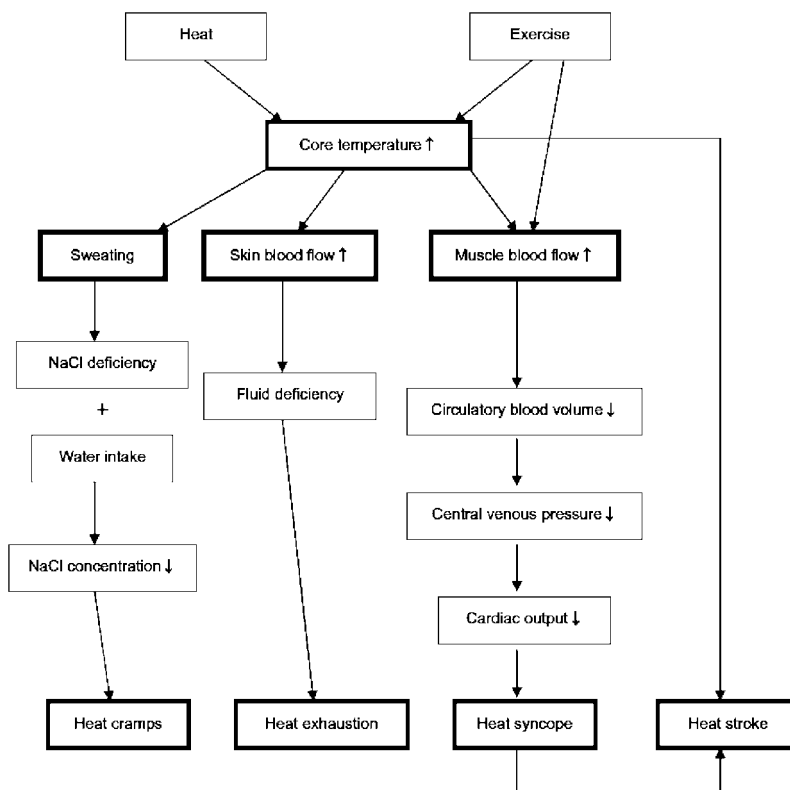 Heat
Exercise
Core temperature ↑
Sweating
Skin blood flow ↑
Muscle blood flow ↑
NaCl deficiency
+
Water intake
NaCl concentration ↓
Fluid deficiency
Circulatory blood volume ↓
Central venous pressure ↓
Cardiac output ↓
Heat cramps
Heat exhaustion
Heat syncope
Heat stroke